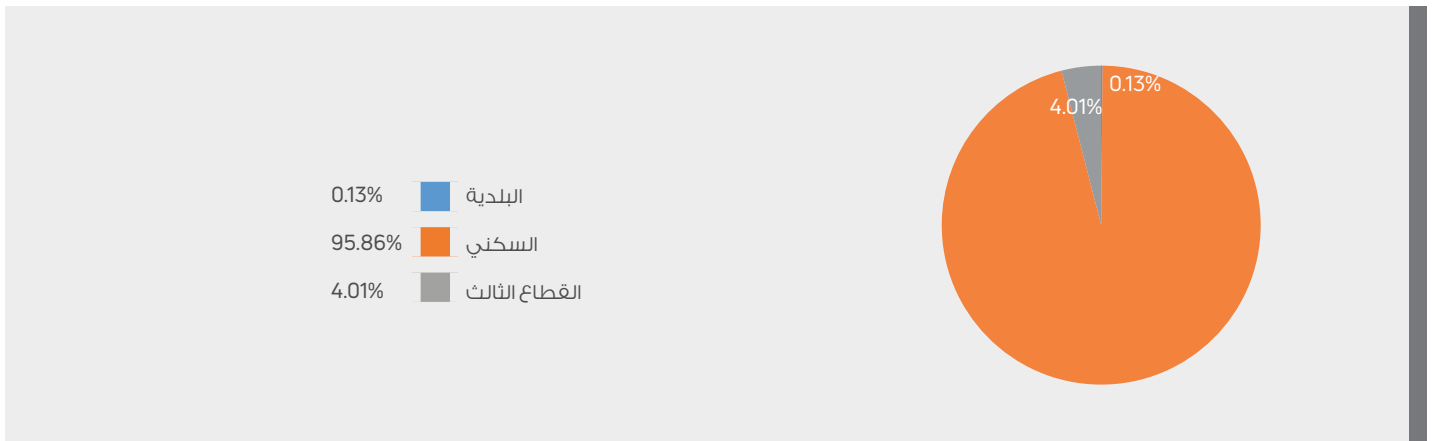 0.13%
4.01%
البلدية 0.13%
السكني 95.86%
القطاع الثالث 4.01%